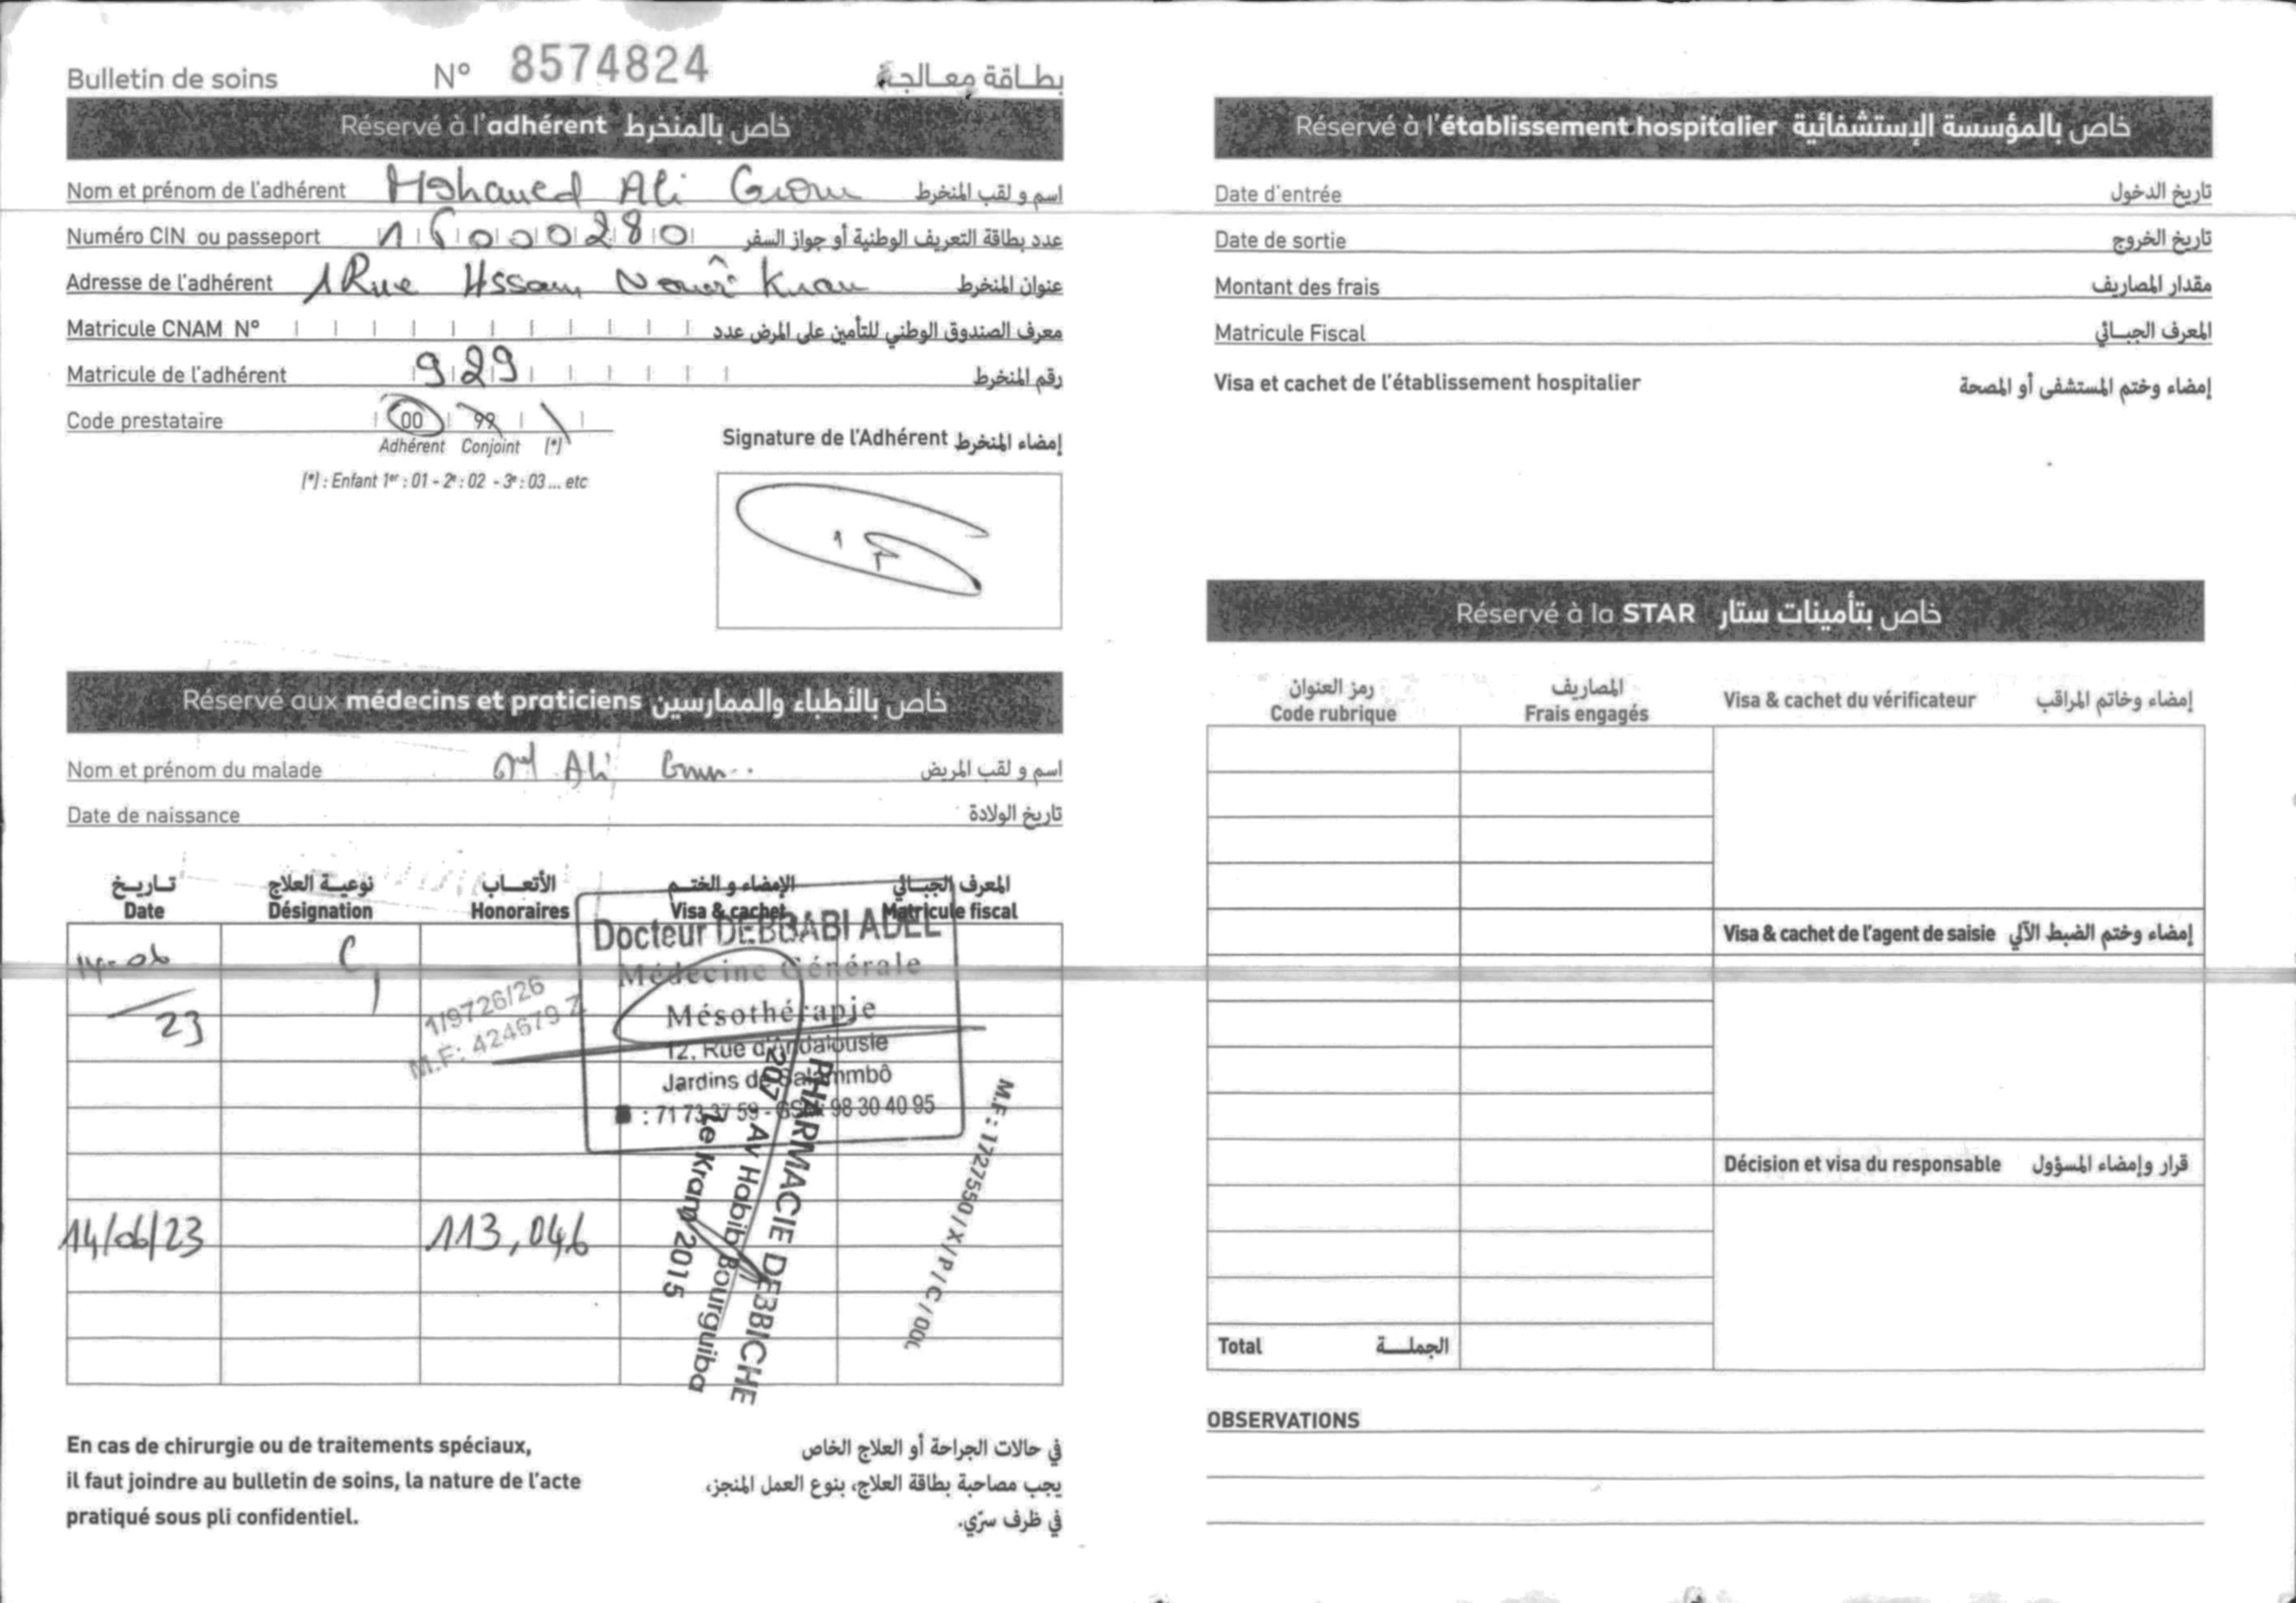 Bulletin de soins N° 8574824 بطاقة معالجة
Réservé à l'adhérent خاص بالمنخرط
Nom et prénom de l'adhérent Mohamed Ali اسم و لقب المنخرط
Numéro CIN ou passeport عدد بطاقة التعريف الوطنية أو جواز السفر
Adresse de l'adhérent 1 Rue عنوان المنخرط
Matricule CNAM N° معرف الصندوق الوطني للتأمين على المرض عدد
Matricule de l'adhérent 929 رقم المنخرط
Code prestataire 00 99
Adhérent Conjoint (*)
(*) : Enfant 1er : 01 - 2e : 02 - 3e : 03 ... etc
Signature de l'Adhérent إمضاء المنخرط
Réservé aux médecins et praticiens خاص بالأطباء والممارسين
Nom et prénom du malade Ali اسم و لقب المريض
Date de naissance تاريخ الولادة
تاريخ نوعية العلاج الأتعاب الإمضاء و الختم المعرف الجبائي
Date Désignation Honoraires Visa & cachet Matricule fiscal
14-06
23
1/9726/26
M.F: 424679 Z
Docteur DEBBABI ADEL
Médecine Générale
Mésothérapie
12, Rue d'Andalousie
Jardins de Salammbô
: 71 73 37 59 - GSM: 98 30 40 95
PHARMACIE DEBBICHE
207 Av Habib Bourguiba
Le Kram 2015
M.F: 1727550/X/P/C/000
14/06/23 113,046
En cas de chirurgie ou de traitements spéciaux,
il faut joindre au bulletin de soins, la nature de l'acte
pratiqué sous pli confidentiel.
في حالات الجراحة أو العلاج الخاص
يجب مصاحبة بطاقة العلاج، بنوع العمل المنجز،
في ظرف سرّي.
Réservé à l'établissement hospitalier خاص بالمؤسسة الإستشفائية
Date d'entrée تاريخ الدخول
Date de sortie تاريخ الخروج
Montant des frais مقدار المصاريف
Matricule Fiscal المعرف الجبائي
Visa et cachet de l'établissement hospitalier إمضاء وختم المستشفى أو المصحة
Réservé à la STAR خاص بتأمينات ستار
رمز العنوان المصاريف
Code rubrique Frais engagés Visa & cachet du vérificateur إمضاء وخاتم المراقب
Visa & cachet de l'agent de saisie إمضاء وختم الضبط الآلي
Décision et visa du responsable قرار وإمضاء المسؤول
Total الجملة
OBSERVATIONS